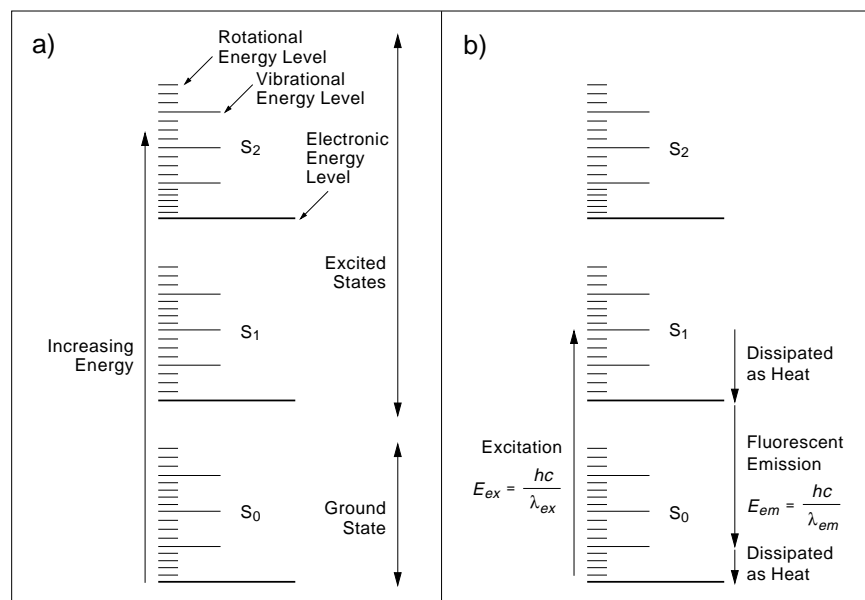 a)
Rotational
Energy Level
Vibrational
Energy Level
S2
Electronic
Energy
Level
Excited
States
S1
Increasing
Energy
S0
Ground
State
b)
S2
S1
Dissipated
as Heat
Excitation
Eex = hc / λex
Fluorescent
Emission
Eem = hc / λem
S0
Dissipated
as Heat